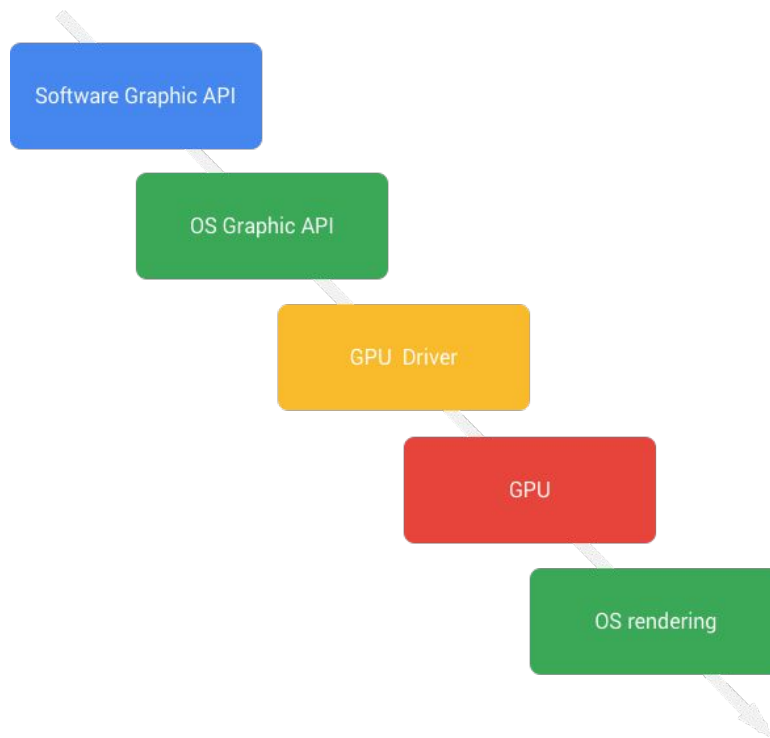 Software Graphic API
OS Graphic API
GPU Driver
GPU
OS rendering